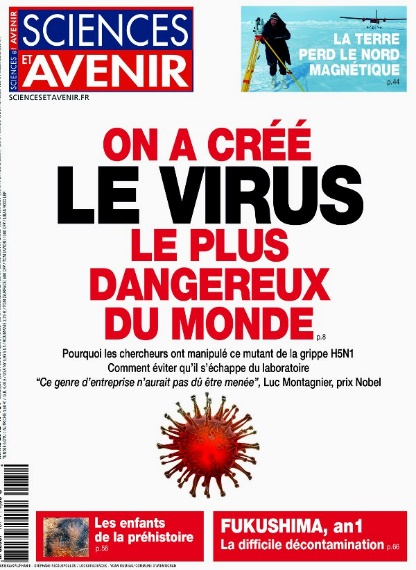 SCIENCES
ET AVENIR
SCIENCES ET AVENIR
SCIENCESETAVENIR.FR
LA TERRE
PERD LE NORD
MAGNÉTIQUE
p.44
ON A CRÉÉ
LE VIRUS
LE PLUS
DANGEREUX
DU MONDE
p.8
Pourquoi les chercheurs ont manipulé ce mutant de la grippe H5N1
Comment éviter qu'il s'échappe du laboratoire
"Ce genre d'entreprise n'aurait pas dû être menée", Luc Montagnier, prix Nobel
Les enfants
de la préhistoire
p.56
FUKUSHIMA, an1
La difficile décontamination p.66